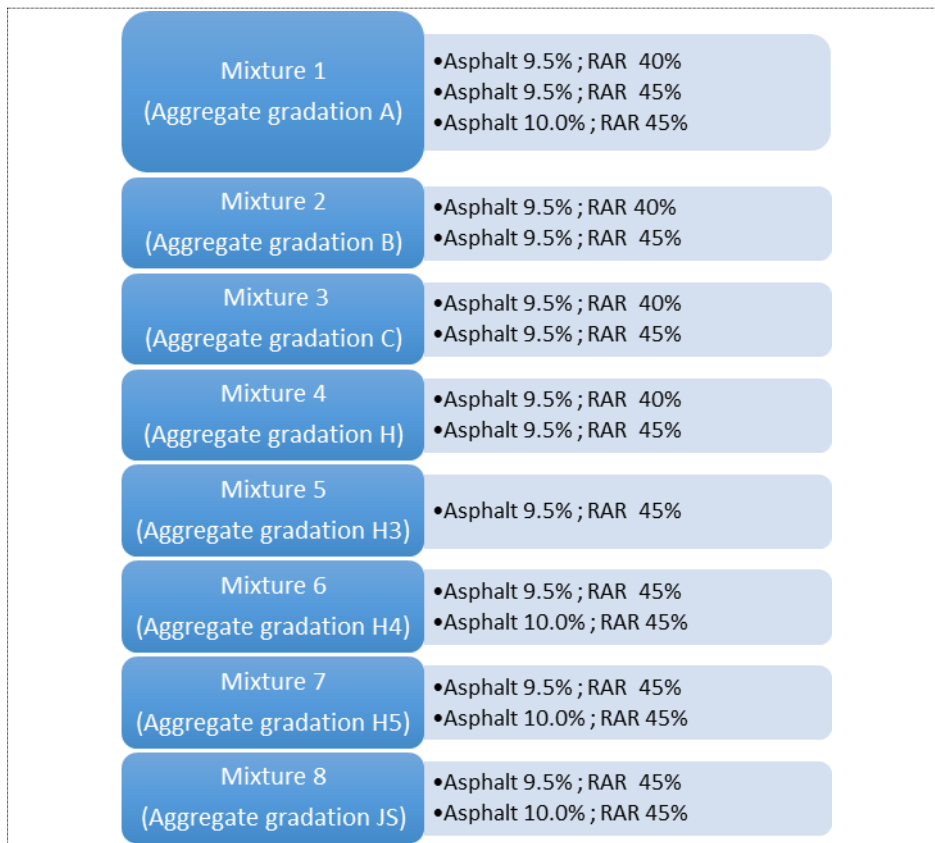 Mixture 1
(Aggregate gradation A)
•Asphalt 9.5% ; RAR 40%
•Asphalt 9.5% ; RAR 45%
•Asphalt 10.0% ; RAR 45%
Mixture 2
(Aggregate gradation B)
•Asphalt 9.5% ; RAR 40%
•Asphalt 9.5% ; RAR 45%
Mixture 3
(Aggregate gradation C)
•Asphalt 9.5% ; RAR 40%
•Asphalt 9.5% ; RAR 45%
Mixture 4
(Aggregate gradation H)
•Asphalt 9.5% ; RAR 40%
•Asphalt 9.5% ; RAR 45%
Mixture 5
(Aggregate gradation H3)
•Asphalt 9.5% ; RAR 45%
Mixture 6
(Aggregate gradation H4)
•Asphalt 9.5% ; RAR 45%
•Asphalt 10.0% ; RAR 45%
Mixture 7
(Aggregate gradation H5)
•Asphalt 9.5% ; RAR 45%
•Asphalt 10.0% ; RAR 45%
Mixture 8
(Aggregate gradation JS)
•Asphalt 9.5% ; RAR 45%
•Asphalt 10.0% ; RAR 45%